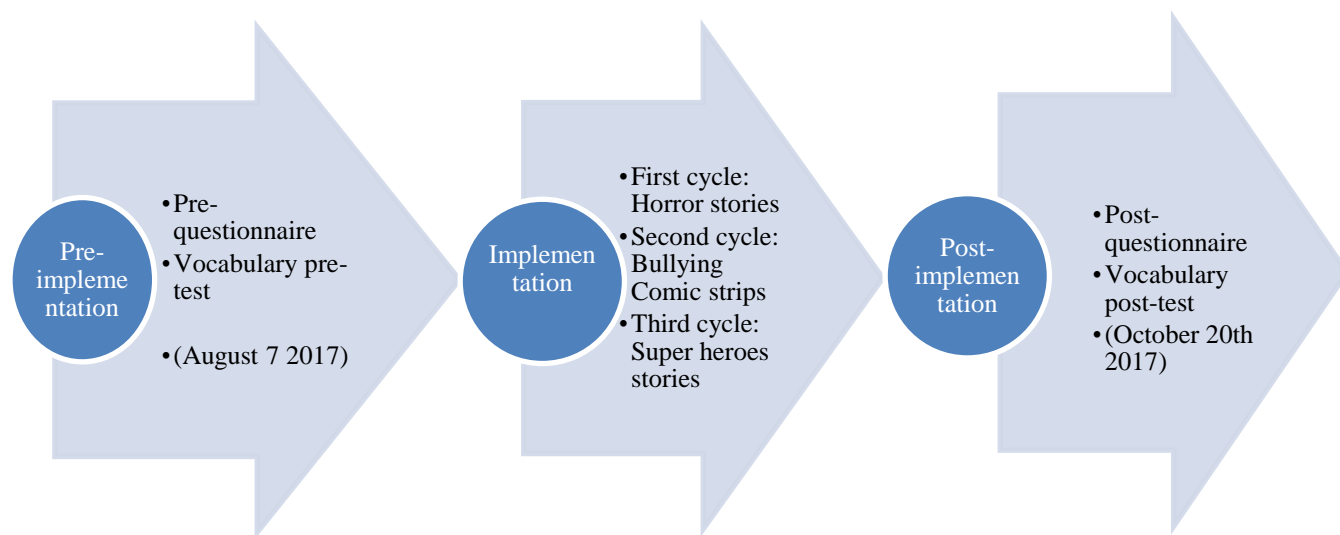 Pre-
impleme
ntation
•Pre-
questionnaire
•Vocabulary pre-
test
•(August 7 2017)
Implemen
tation
•First cycle:
Horror stories
•Second cycle:
Bullying
Comic strips
•Third cycle:
Super heroes
stories
Post-
implemen
tation
•Post-
questionnaire
•Vocabulary
post-test
•(October 20th
2017)